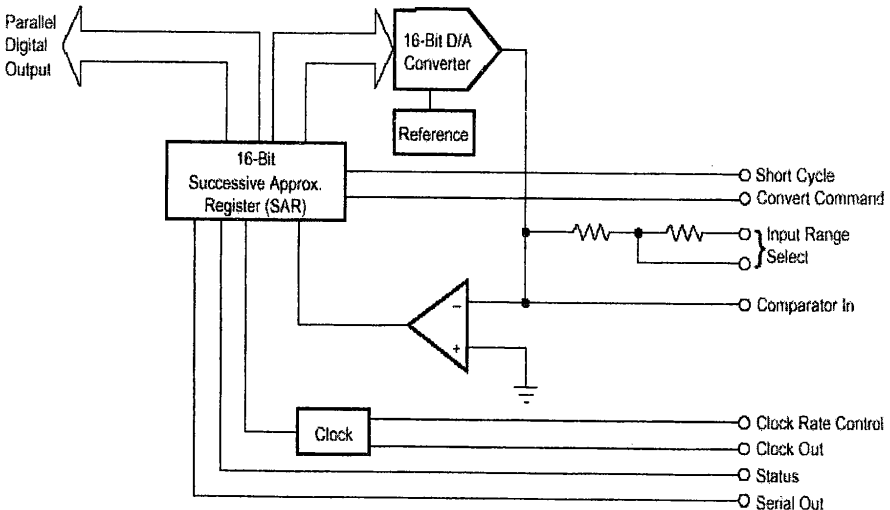 Parallel
Digital
Output
16-Bit D/A
Converter
Reference
16-Bit
Successive Approx.
Register (SAR)
Short Cycle
Convert Command
Input Range
Select
Comparator In
–
+
Clock
Clock Rate Control
Clock Out
Status
Serial Out